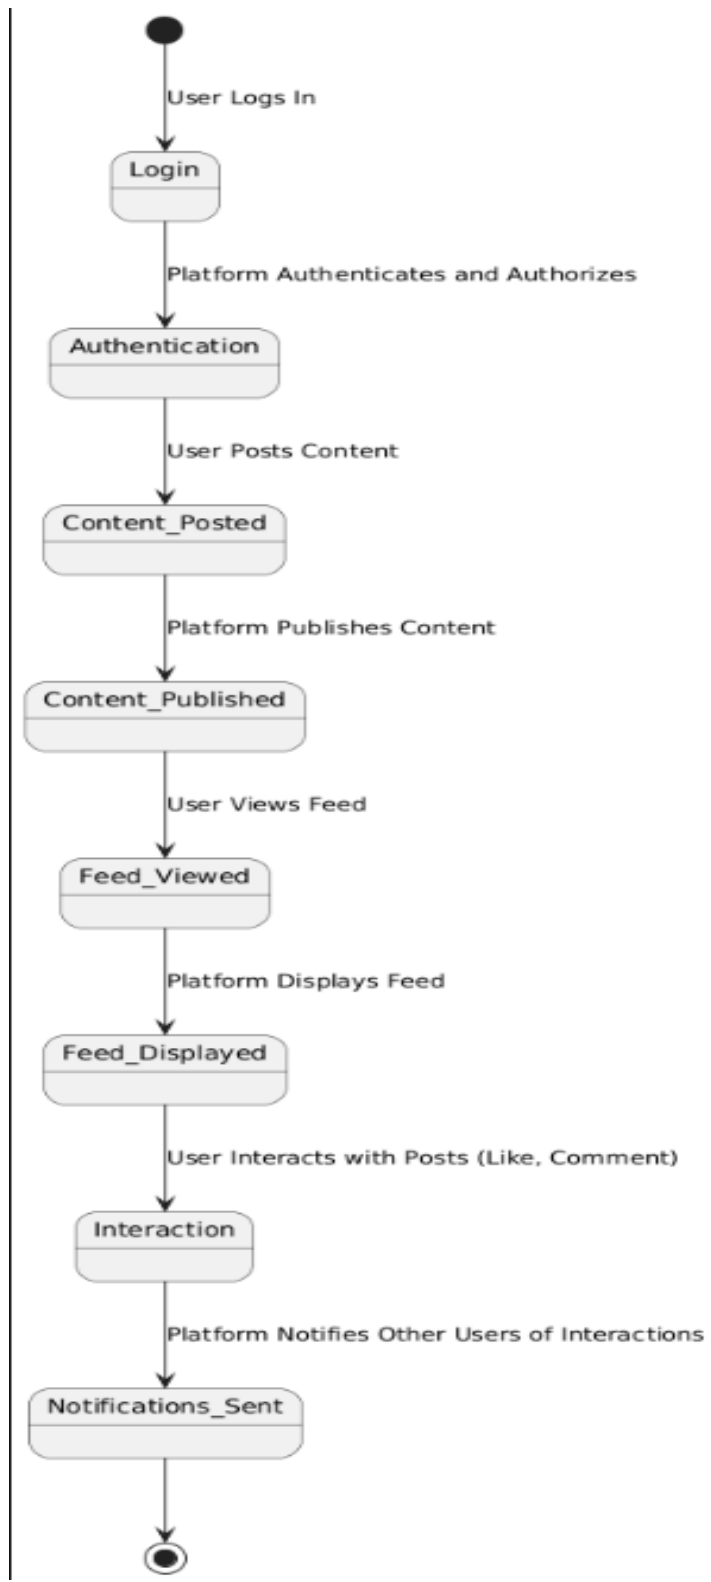 User Logs In
Login
Platform Authenticates and Authorizes
Authentication
User Posts Content
Content_Posted
Platform Publishes Content
Content_Published
User Views Feed
Feed_Viewed
Platform Displays Feed
Feed_Displayed
User Interacts with Posts (Like, Comment)
Interaction
Platform Notifies Other Users of Interactions
Notifications_Sent